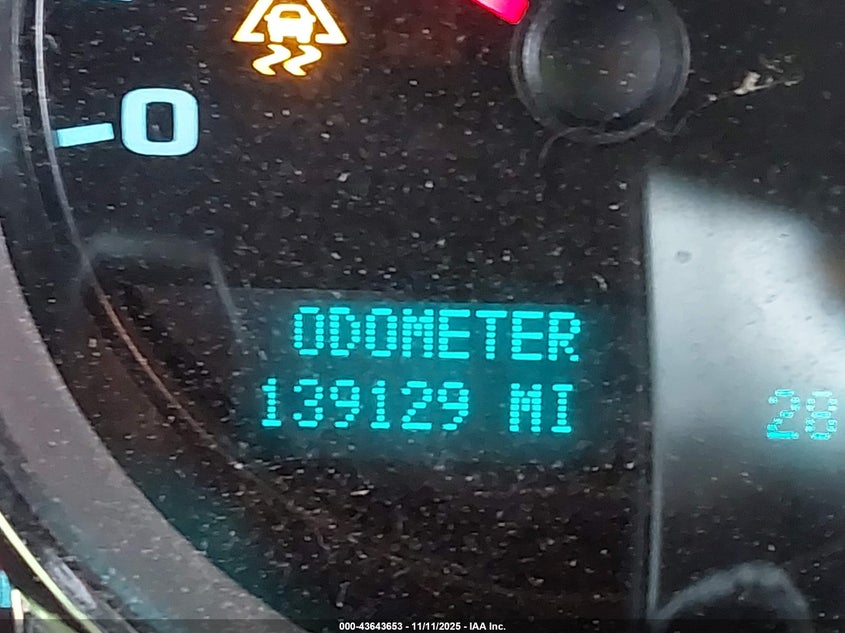 0
ODOMETER
139129 MI
28
000-43643653 - 11/11/2025 - IAA Inc.